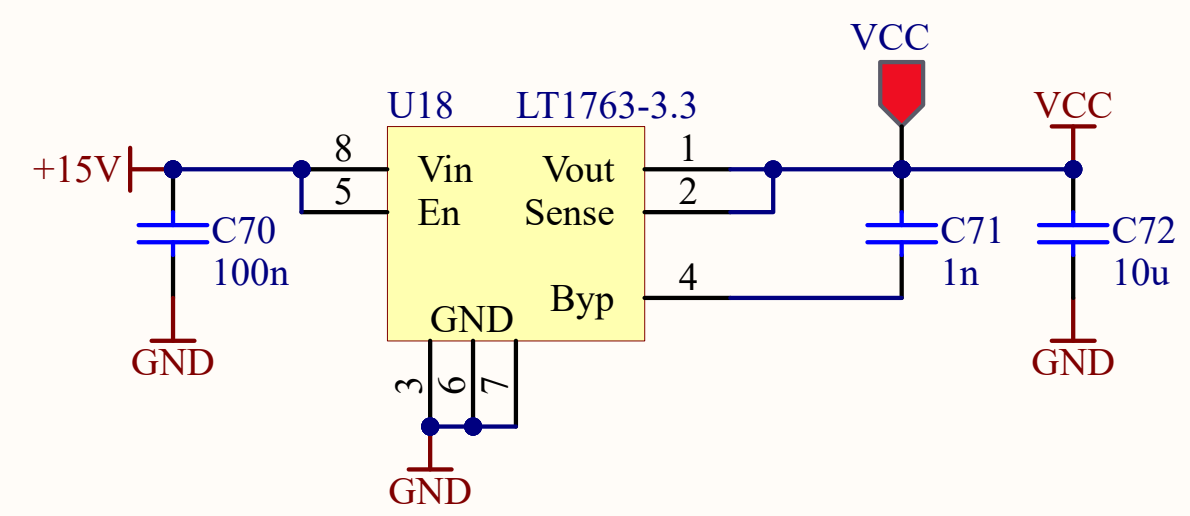 VCC
U18 LT1763-3.3
VCC
+15V
8 Vin Vout 1
5 En Sense 2
C70
100n
C71
1n
C72
10u
Byp 4
GND
GND
GND
3 6 7
GND